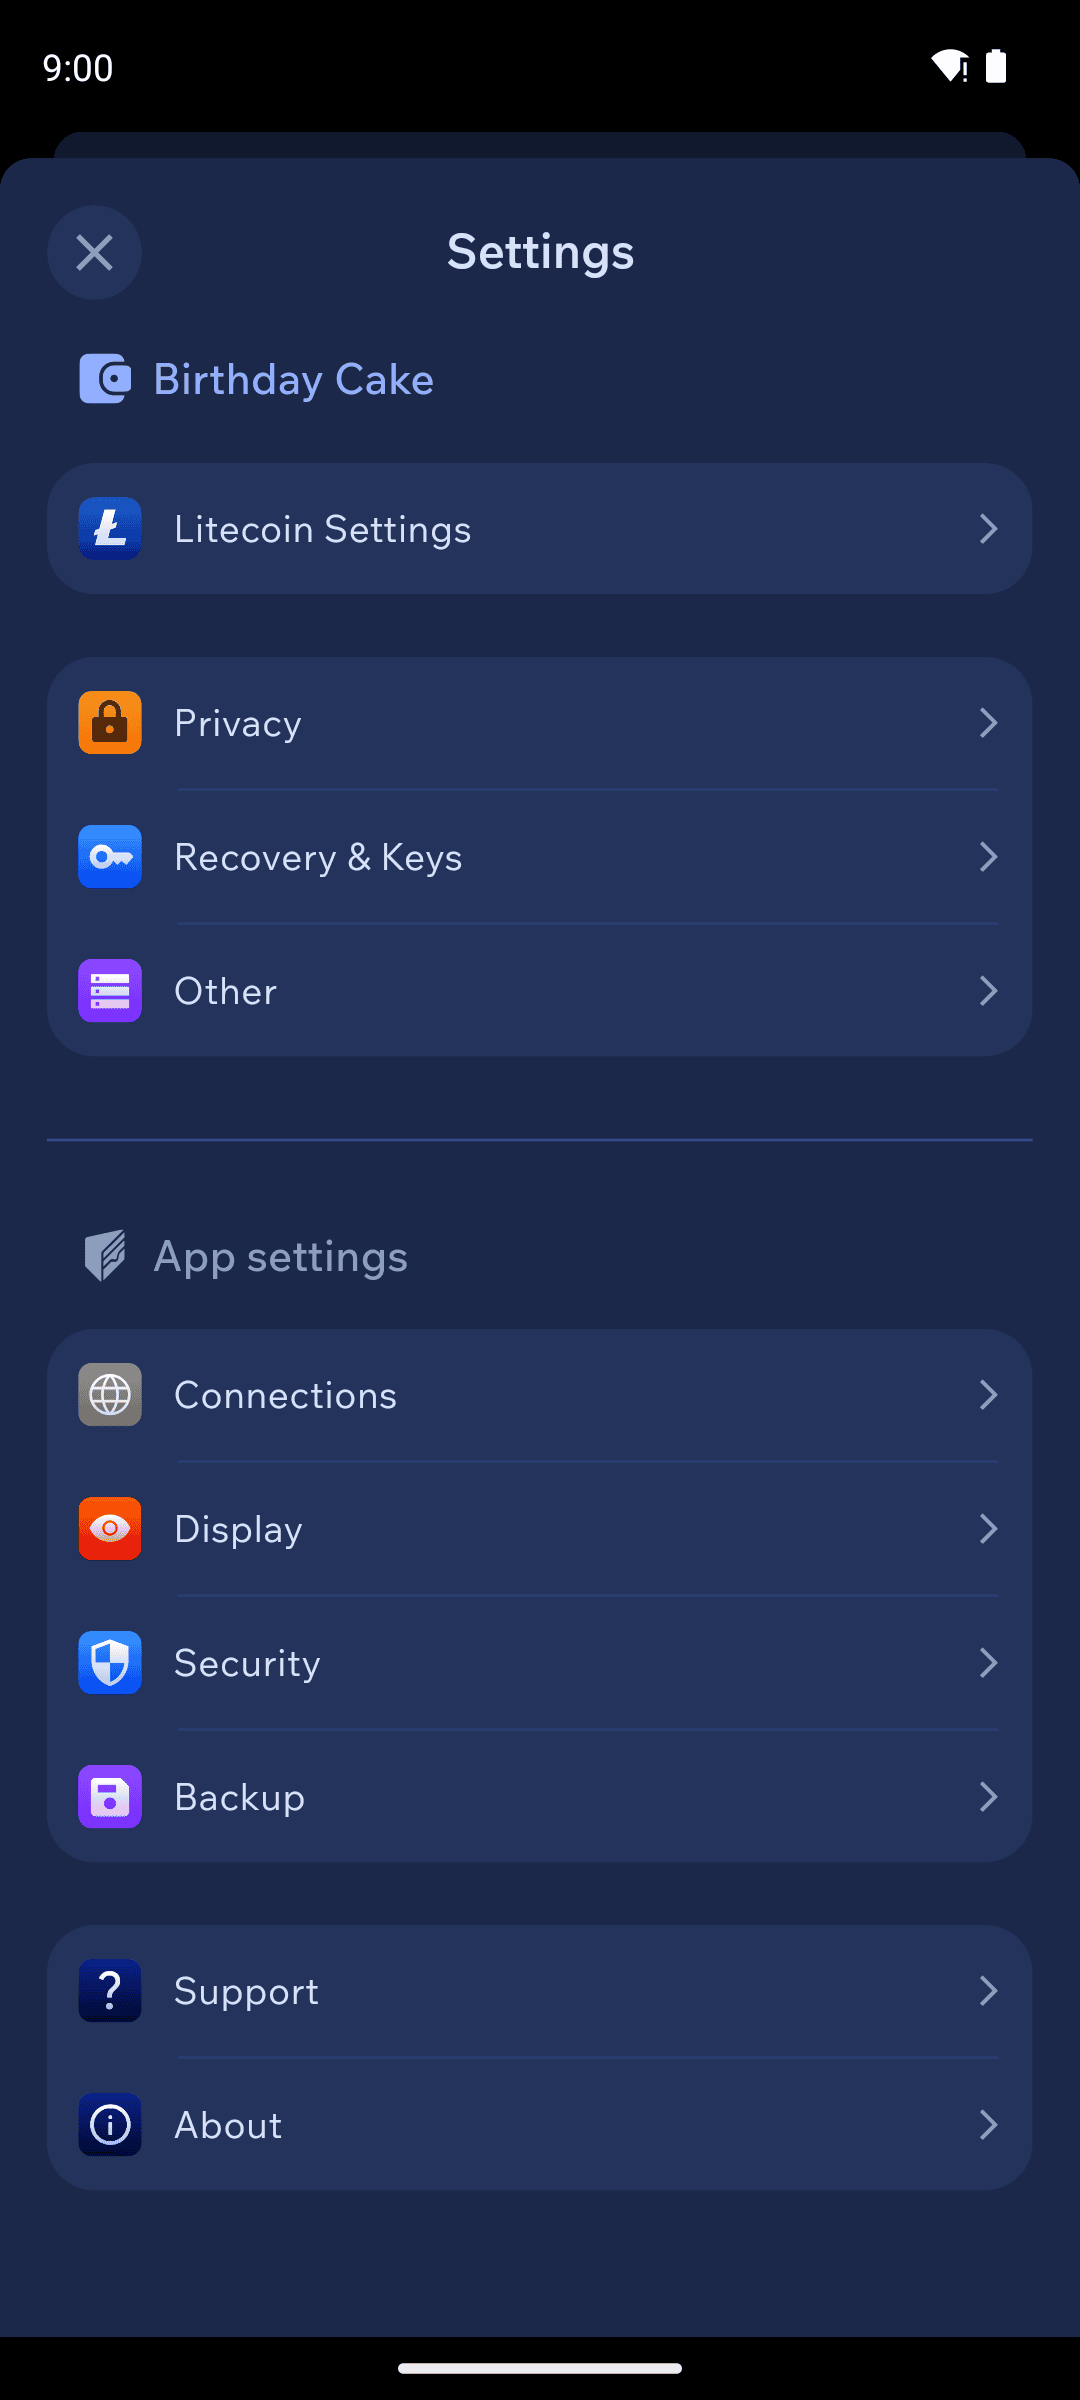 9:00
Settings
Birthday Cake
Litecoin Settings
Privacy
Recovery & Keys
Other
App settings
Connections
Display
Security
Backup
Support
About